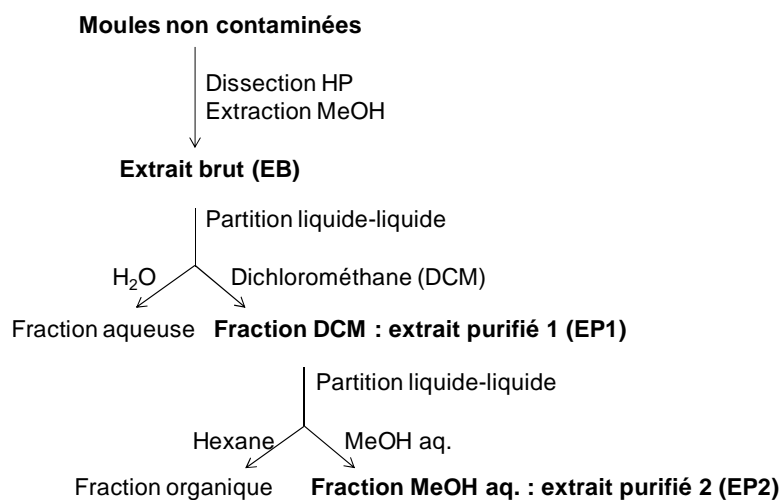 Moules non contaminées
Dissection HP
Extraction MeOH
Extrait brut (EB)
Partition liquide-liquide
H₂O Dichlorométhane (DCM)
Fraction aqueuse Fraction DCM : extrait purifié 1 (EP1)
Partition liquide-liquide
Hexane MeOH aq.
Fraction organique Fraction MeOH aq. : extrait purifié 2 (EP2)